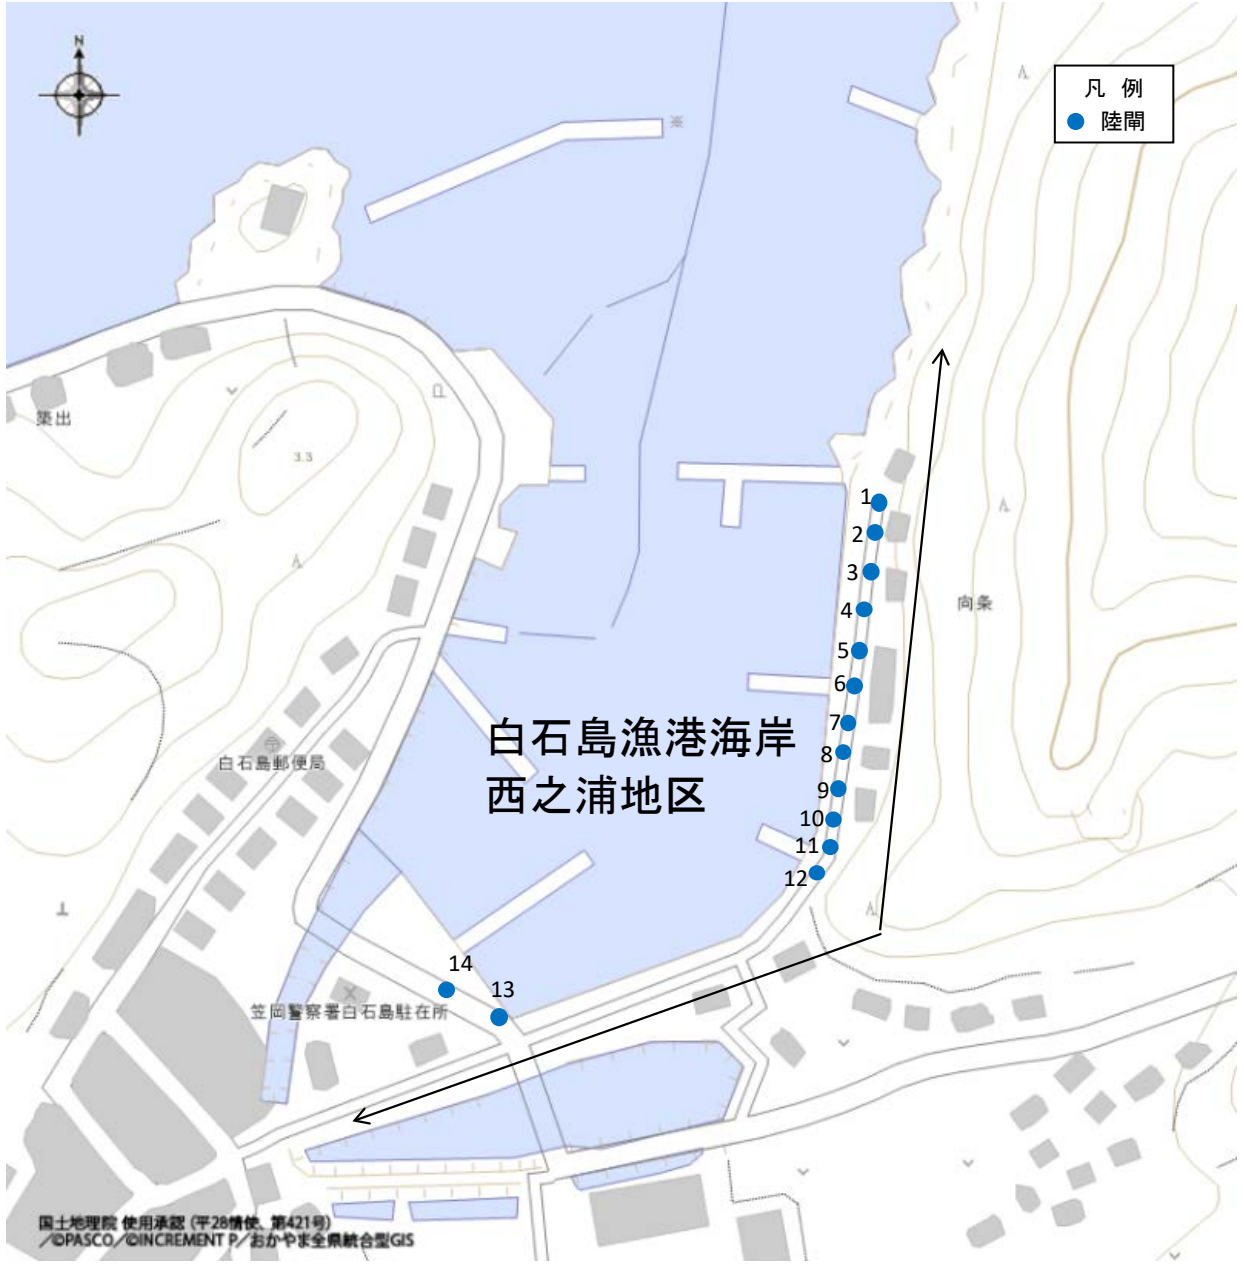 N
凡 例
陸閘
築出
3.3
1
2
3
4
向条
5
6
7
8
9
10
11
12
白石島漁港海岸
西之浦地区
白石島郵便局
14
13
笠岡警察署白石島駐在所
国土地理院 使用承認 (平28情使、第421号)
／©PASCO／©INCREMENT P／おかやま全県統合型GIS